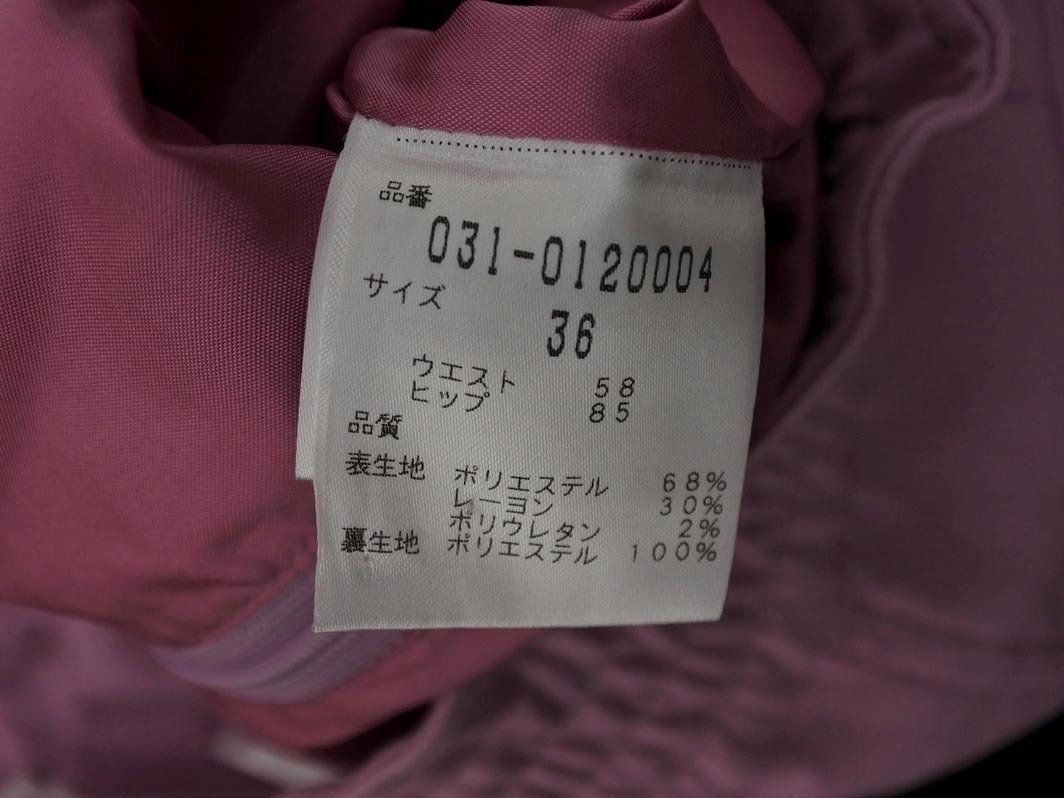 品番
031-0120004
サイズ
36
ウエスト 58
ヒップ 85
品質
表生地 ポリエステル 68%
レーヨン 30%
ポリウレタン 2%
裏生地 ポリエステル 100%